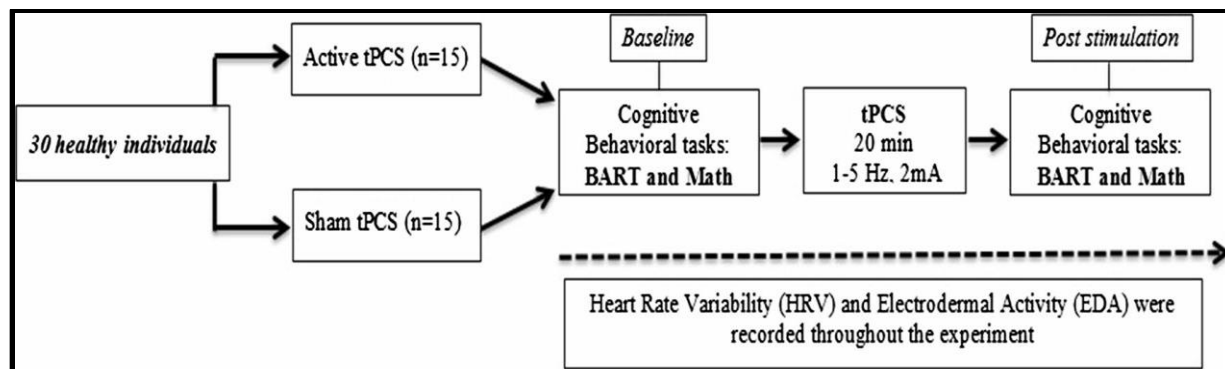 Baseline
Post stimulation
Active tPCS (n=15)
30 healthy individuals
Sham tPCS (n=15)
Cognitive
Behavioral tasks:
BART and Math
tPCS
20 min
1-5 Hz, 2mA
Cognitive
Behavioral tasks:
BART and Math
Heart Rate Variability (HRV) and Electrodermal Activity (EDA) were
recorded throughout the experiment